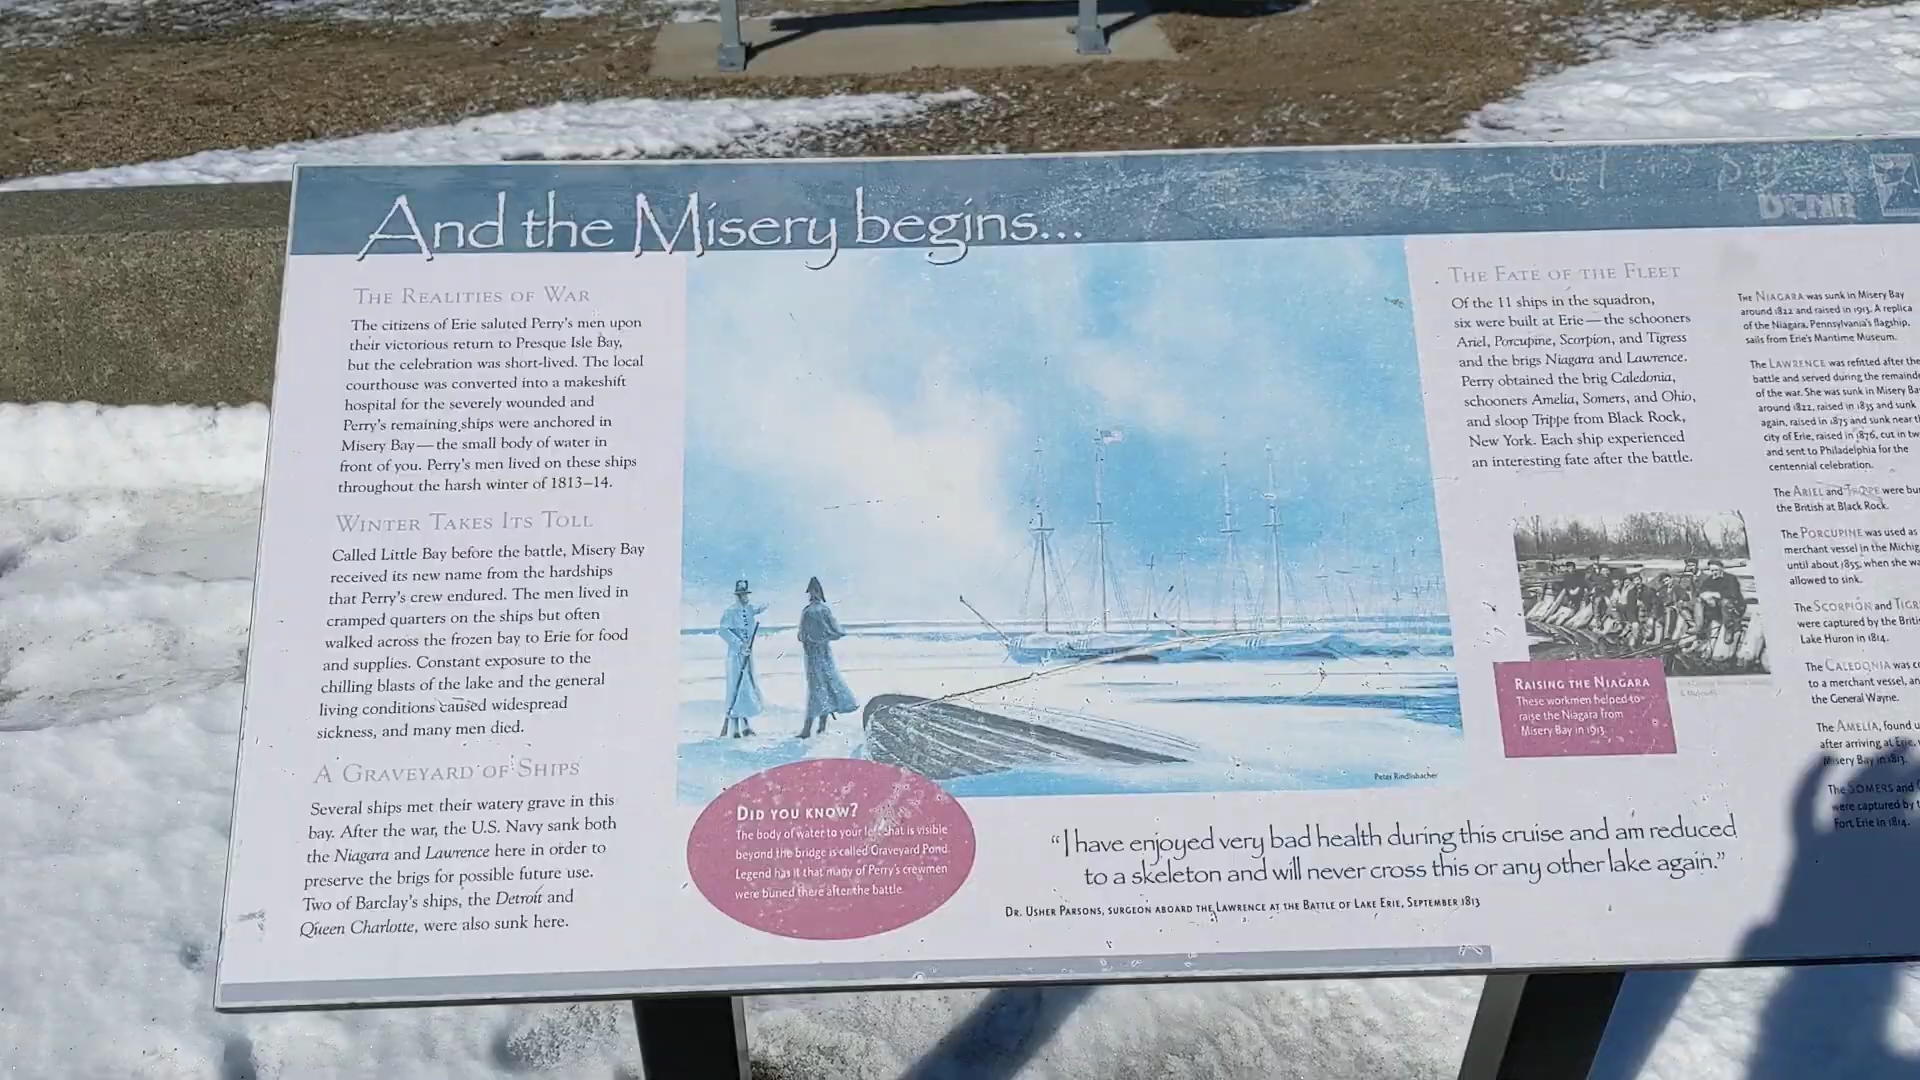 And the Misery begins...
DCNR
THE REALITIES OF WAR
The citizens of Erie saluted Perry's men upon
their victorious return to Presque Isle Bay,
but the celebration was short-lived. The local
courthouse was converted into a makeshift
hospital for the severely wounded and
Perry's remaining ships were anchored in
Misery Bay—the small body of water in
front of you. Perry's men lived on these ships
throughout the harsh winter of 1813–14.
WINTER TAKES ITS TOLL
Called Little Bay before the battle, Misery Bay
received its new name from the hardships
that Perry's crew endured. The men lived in
cramped quarters on the ships but often
walked across the frozen bay to Erie for food
and supplies. Constant exposure to the
chilling blasts of the lake and the general
living conditions caused widespread
sickness, and many men died.
A GRAVEYARD OF SHIPS
Several ships met their watery grave in this
bay. After the war, the U.S. Navy sank both
the Niagara and Lawrence here in order to
preserve the brigs for possible future use.
Two of Barclay's ships, the Detroit and
Queen Charlotte, were also sunk here.
Peter Rindlisbacher
DID YOU KNOW?
The body of water to your left that is visible
beyond the bridge is called Graveyard Pond.
Legend has it that many of Perry's crewmen
were buried there after the battle.
"I have enjoyed very bad health during this cruise and am reduced
to a skeleton and will never cross this or any other lake again."
DR. USHER PARSONS, SURGEON ABOARD THE LAWRENCE AT THE BATTLE OF LAKE ERIE, SEPTEMBER 1813
THE FATE OF THE FLEET
Of the 11 ships in the squadron,
six were built at Erie—the schooners
Ariel, Porcupine, Scorpion, and Tigress
and the brigs Niagara and Lawrence.
Perry obtained the brig Caledonia,
schooners Amelia, Somers, and Ohio,
and sloop Trippe from Black Rock,
New York. Each ship experienced
an interesting fate after the battle.
RAISING THE NIAGARA
These workmen helped to
raise the Niagara from
Misery Bay in 1913
THE NIAGARA was sunk in Misery Bay
around 1822 and raised in 1913. A replica
of the Niagara, Pennsylvania's flagship,
sails from Erie's Maritime Museum.
The LAWRENCE was refitted after the
battle and served during the
of the war. She was sunk in Misery
around 1822, raised in 1835 and sunk
again, raised in 1875 and sunk near
city of Erie, raised in 1876, cut in
and sent to Philadelphia for the
centennial celebration.
The ARIEL and TRIPPE were
the British at Black Rock.
The PORCUPINE was used as
merchant vessel in the
until about 1855, when she
allowed to sink.
The SCORPION and
were captured by the
Lake Huron in 1814.
The CALEDONIA was
to a merchant vessel,
the General Wayne.
The AMELIA, found
after arriving at Erie,
Misery Bay in 1813.
The SOMERS and
were captured by
Fort Erie in 1814.